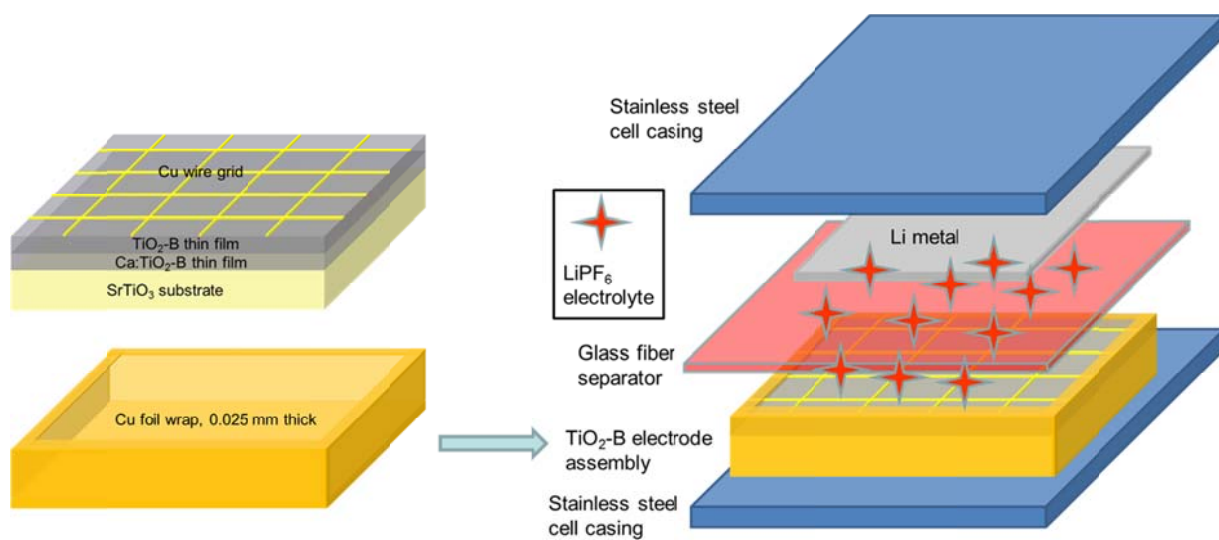 Cu wire grid
TiO₂-B thin film
Ca:TiO₂-B thin film
SrTiO₃ substrate
Cu foil wrap, 0.025 mm thick
Stainless steel
cell casing
LiPF₆
electrolyte
Li metal
Glass fiber
separator
TiO₂-B electrode
assembly
Stainless steel
cell casing